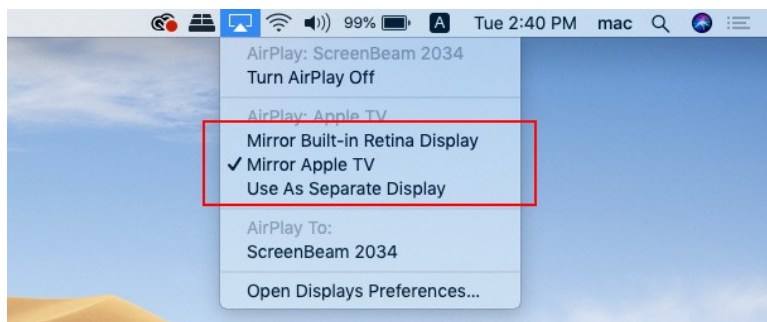 99% A Tue 2:40 PM mac
AirPlay: ScreenBeam 2034
Turn AirPlay Off
AirPlay: Apple TV
Mirror Built-in Retina Display
✓ Mirror Apple TV
Use As Separate Display
AirPlay To:
ScreenBeam 2034
Open Displays Preferences...